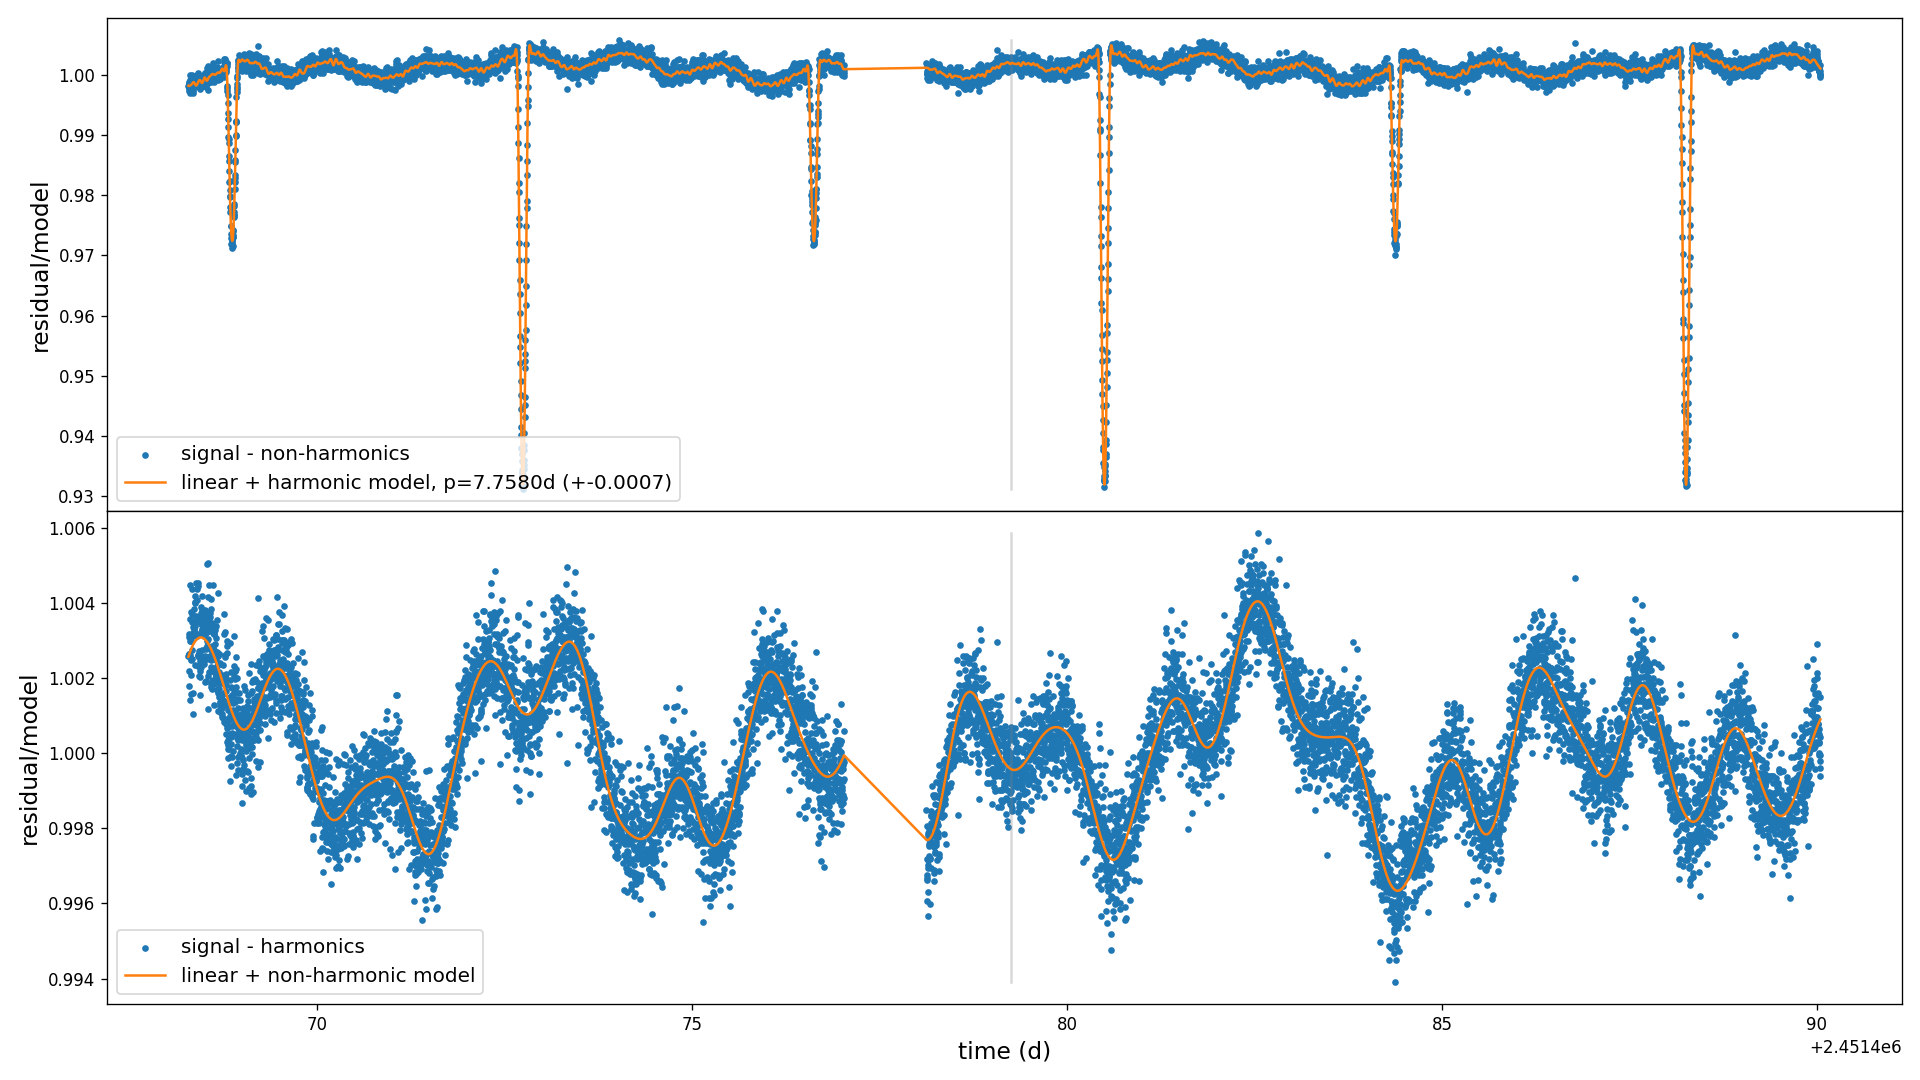 residual/model
1.00
0.99
0.98
0.97
0.96
0.95
0.94
0.93
signal - non-harmonics
linear + harmonic model, p=7.7580d (+-0.0007)
residual/model
1.006
1.004
1.002
1.000
0.998
0.996
0.994
signal - harmonics
linear + non-harmonic model
70 75 80 85 90
time (d)
+2.4514e6